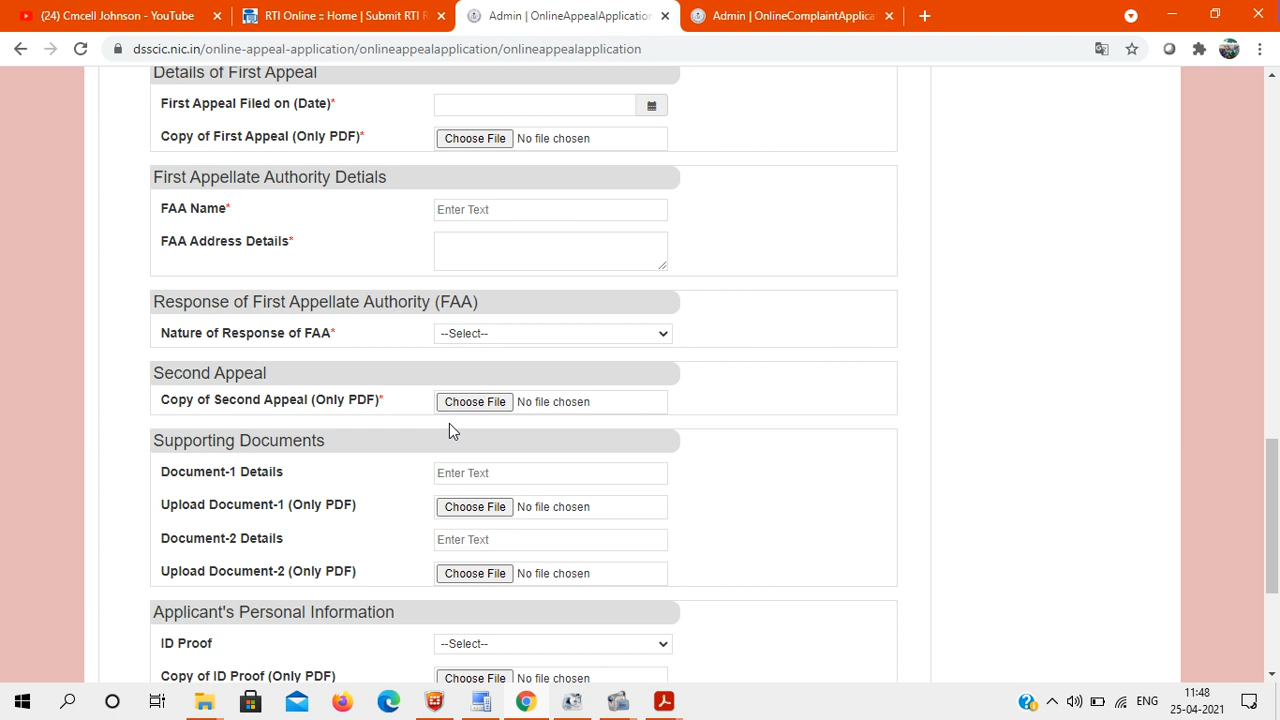 (24) Cmcell Johnson - YouTube
RTI Online :: Home | Submit RTI R
Admin | OnlineAppealApplication
Admin | OnlineComplaintApplica
dsscic.nic.in/online-appeal-application/onlineappealapplication/onlineappealapplication
Details of First Appeal
First Appeal Filed on (Date)*
Copy of First Appeal (Only PDF)* Choose File No file chosen
First Appellate Authority Detials
FAA Name* Enter Text
FAA Address Details*
Response of First Appellate Authority (FAA)
Nature of Response of FAA* --Select--
Second Appeal
Copy of Second Appeal (Only PDF)* Choose File No file chosen
Supporting Documents
Document-1 Details Enter Text
Upload Document-1 (Only PDF) Choose File No file chosen
Document-2 Details Enter Text
Upload Document-2 (Only PDF) Choose File No file chosen
Applicant's Personal Information
ID Proof --Select--
Copy of ID Proof (Only PDF) Choose File No file chosen
ENG
11:48
25-04-2021